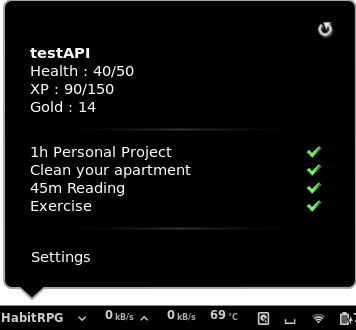 testAPI
Health : 40/50
XP : 90/150
Gold : 14
1h Personal Project
Clean your apartment
45m Reading
Exercise
Settings
HabitRPG 0 kB/s 0 kB/s 69 °C